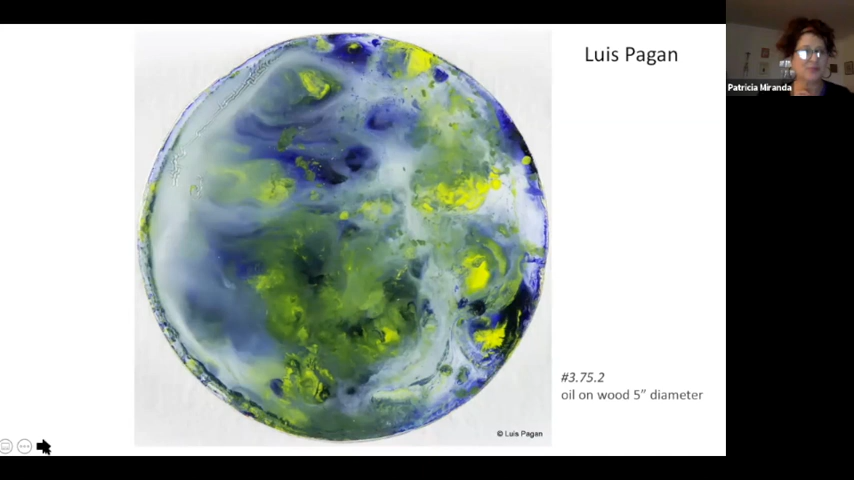 Luis Pagan
Patricia Miranda
#3.75.2
oil on wood 5” diameter
© Luis Pagan